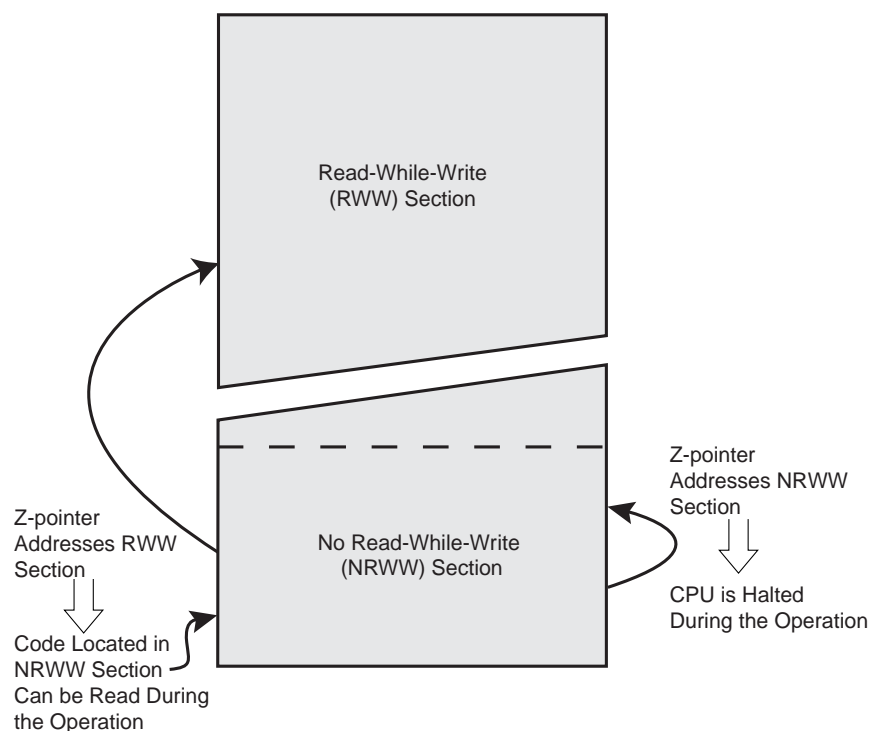 Read-While-Write
(RWW) Section
Z-pointer
Addresses NRWW
Section
CPU is Halted
During the Operation
No Read-While-Write
(NRWW) Section
Z-pointer
Addresses RWW
Section
Code Located in
NRWW Section
Can be Read During
the Operation